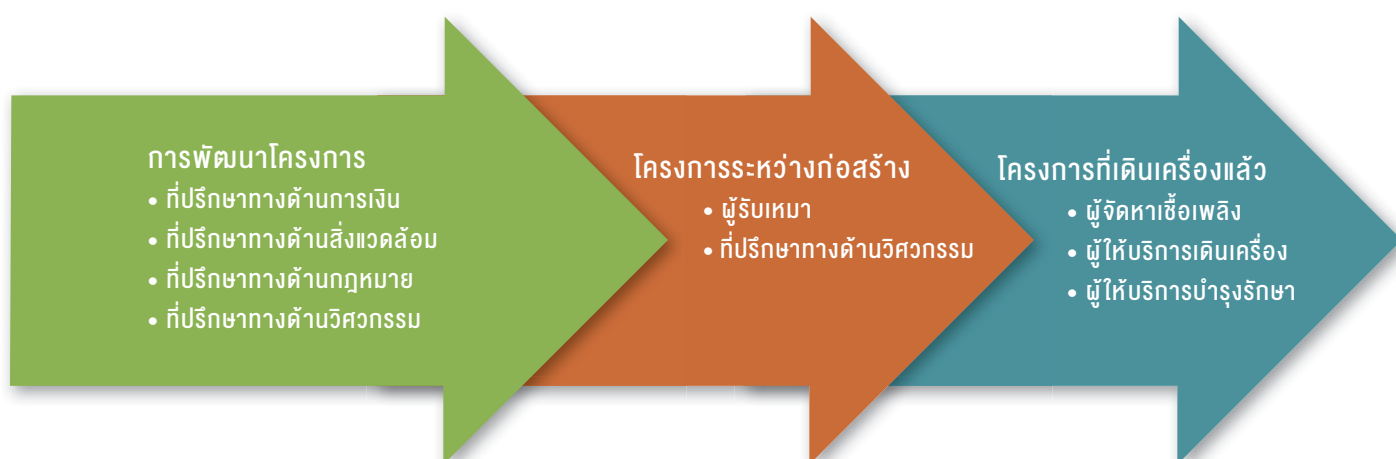 การพัฒนาโครงการ
• ที่ปรึกษาทางด้านการเงิน
• ที่ปรึกษาทางด้านสิ่งแวดล้อม
• ที่ปรึกษาทางด้านกฎหมาย
• ที่ปรึกษาทางด้านวิศวกรรม
โครงการระหว่างก่อสร้าง
• ผู้รับเหมา
• ที่ปรึกษาทางด้านวิศวกรรม
โครงการที่เดินเครื่องแล้ว
• ผู้จัดหาเชื้อเพลิง
• ผู้ให้บริการเดินเครื่อง
• ผู้ให้บริการบำรุงรักษา